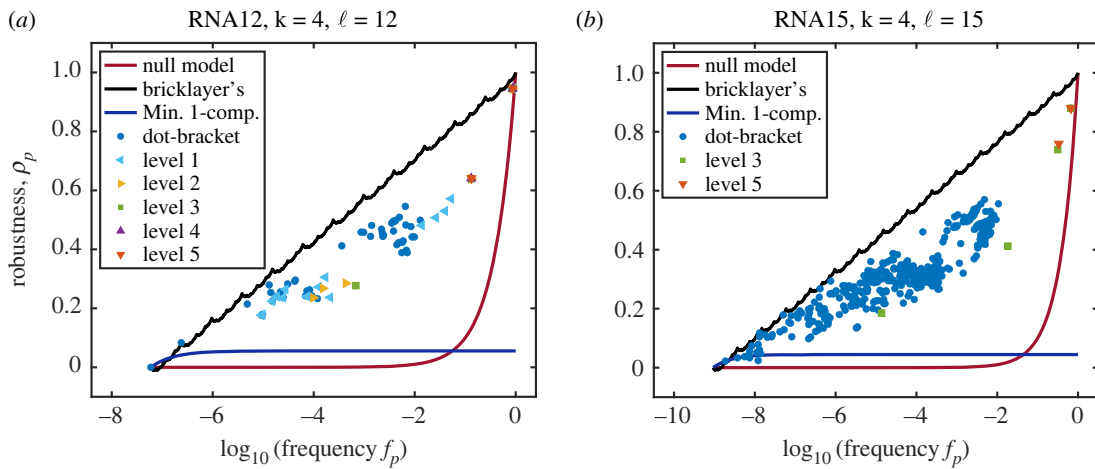 (a) RNA12, k = 4, ℓ = 12
1.0
0.8
0.6
0.4
0.2
0
robustness, ρp
null model
bricklayer's
Min. 1-comp.
dot-bracket
level 1
level 2
level 3
level 4
level 5
−8 −6 −4 −2 0
log10 (frequency fp)
(b) RNA15, k = 4, ℓ = 15
1.0
0.8
0.6
0.4
0.2
0
null model
bricklayer's
Min. 1-comp.
dot-bracket
level 3
level 5
−10 −8 −6 −4 −2 0
log10 (frequency fp)